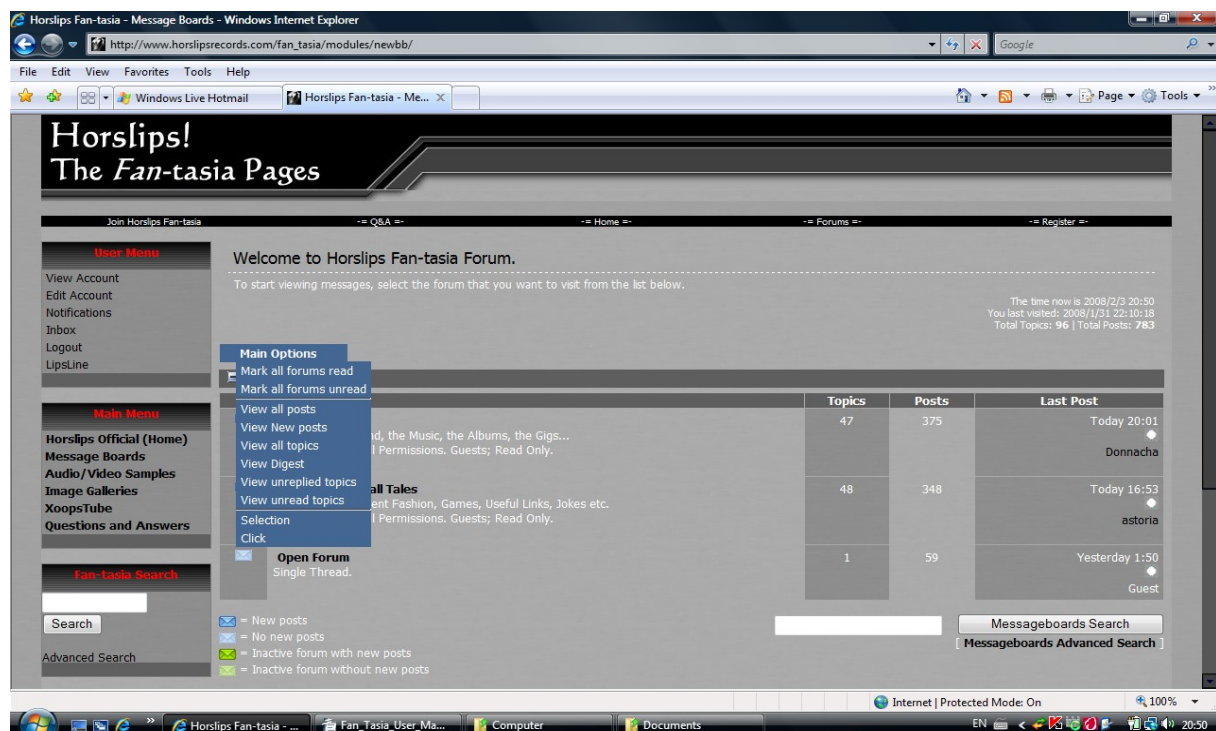 Horslips Fan-tasia - Message Boards - Windows Internet Explorer
http://www.horslipsrecords.com/fan_tasia/modules/newbb/
Google
File Edit View Favorites Tools Help
Windows Live Hotmail
Horslips Fan-tasia - Me...
Page Tools
Horslips!
The Fan-tasia Pages
Join Horslips Fan-tasia -= Q&A =- -= Home =- -= Forums =- -= Register =-
User Menu
View Account
Edit Account
Notifications
Inbox
Logout
LipsLine
Main Menu
Horslips Official (Home)
Message Boards
Audio/Video Samples
Image Galleries
XoopsTube
Questions and Answers
Fan-tasia Search
Search
Advanced Search
Welcome to Horslips Fan-tasia Forum.
To start viewing messages, select the forum that you want to visit from the list below.
The time now is 2008/2/3 20:50
You last visited: 2008/1/31 22:10:18
Total Topics: 96 | Total Posts: 783
Main Options
Mark all forums read
Mark all forums unread
View all posts
View New posts
View all topics
View Digest
View unreplied topics
View unread topics
Selection
Click
Topics Posts Last Post
47 375 Today 20:01
the Music, the Albums, the Gigs...
Permissions. Guests; Read Only.
Donnacha
all Tales
48 348 Today 16:53
Fashion, Games, Useful Links, Jokes etc.
Permissions. Guests; Read Only.
astoria
Open Forum
1 59 Yesterday 1:50
Single Thread.
Guest
= New posts
= No new posts
= Inactive forum with new posts
= Inactive forum without new posts
Messageboards Search
[ Messageboards Advanced Search ]
Internet | Protected Mode: On
100%
Horslips Fan-tasia - ...
Fan_Tasia_User_Ma...
Computer
Documents
EN
20:50